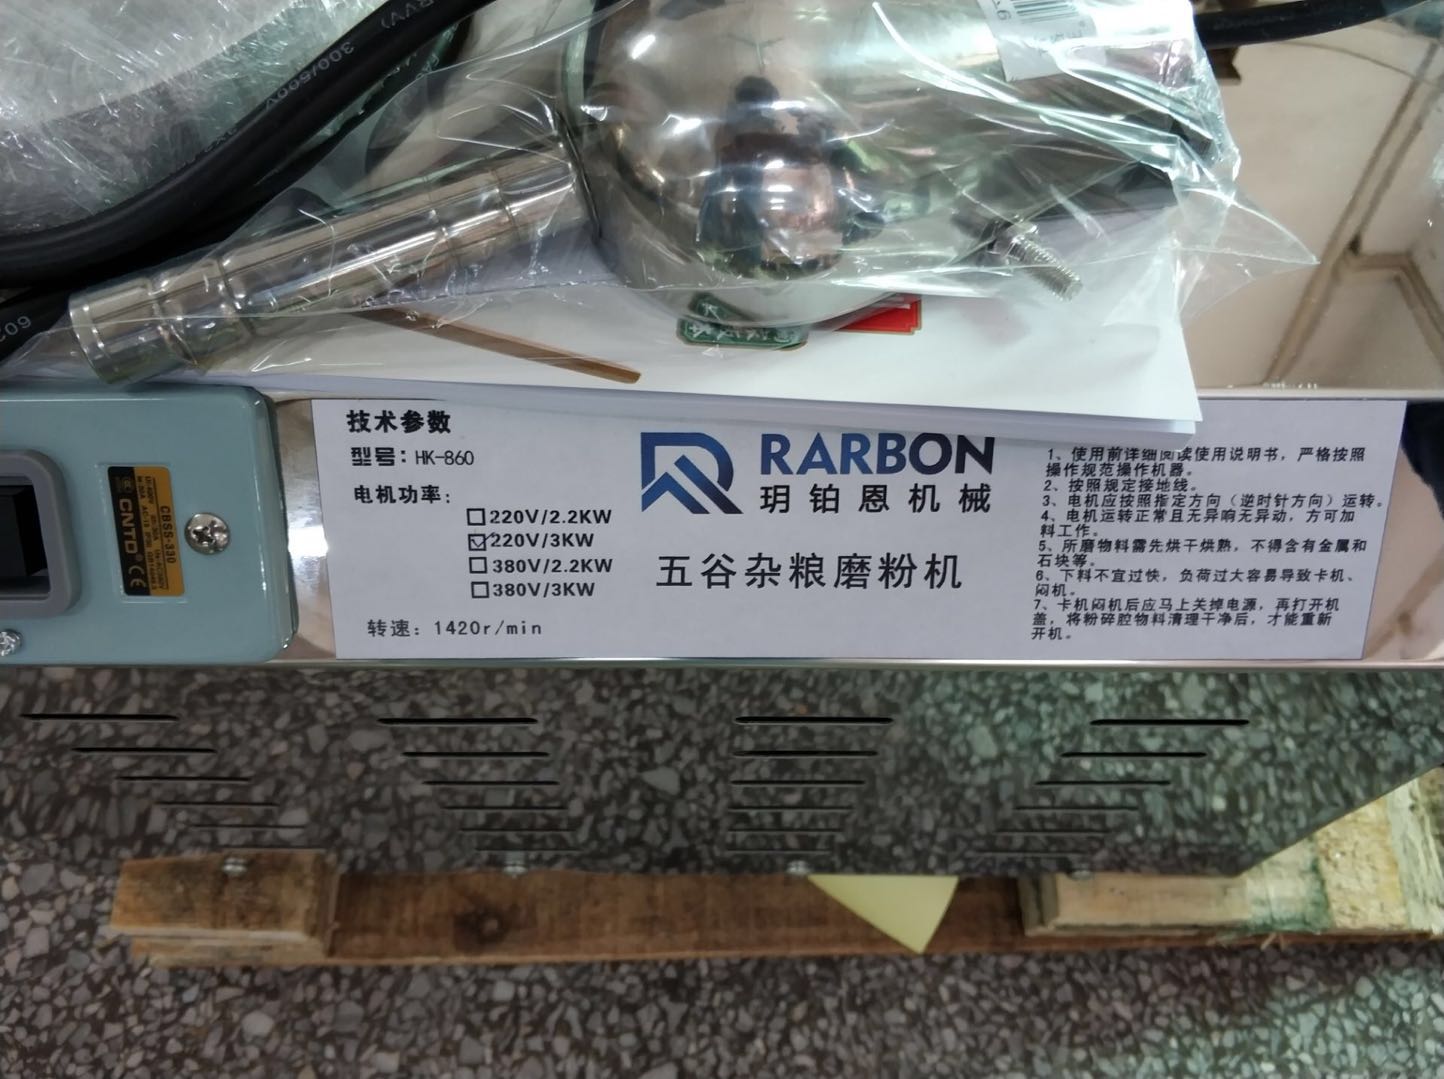 300/500V
技术参数
型号：HK-860
电机功率：
220V/2.2KW
220V/3KW
380V/2.2KW
380V/3KW
转速：1420r/min
RARBON
玥铂恩机械
五谷杂粮磨粉机
1、使用前详细阅读使用说明书，严格按照
操作规范操作机器。
2、按照规定接地线。
3、电机应按照指定方向（逆时针方向）运转。
4、电机运转正常且无异响无异动，方可加
料工作。
5、所磨物料需先烘干烘熟，不得含有金属和
石块等。
6、下料不宜过快，负荷过大容易导致卡机、
闷机。
7、卡机闷机后应马上关掉电源，再打开机
盖，将粉碎腔物料清理干净后，才能重新
开机。
CBSS-330
CNTD